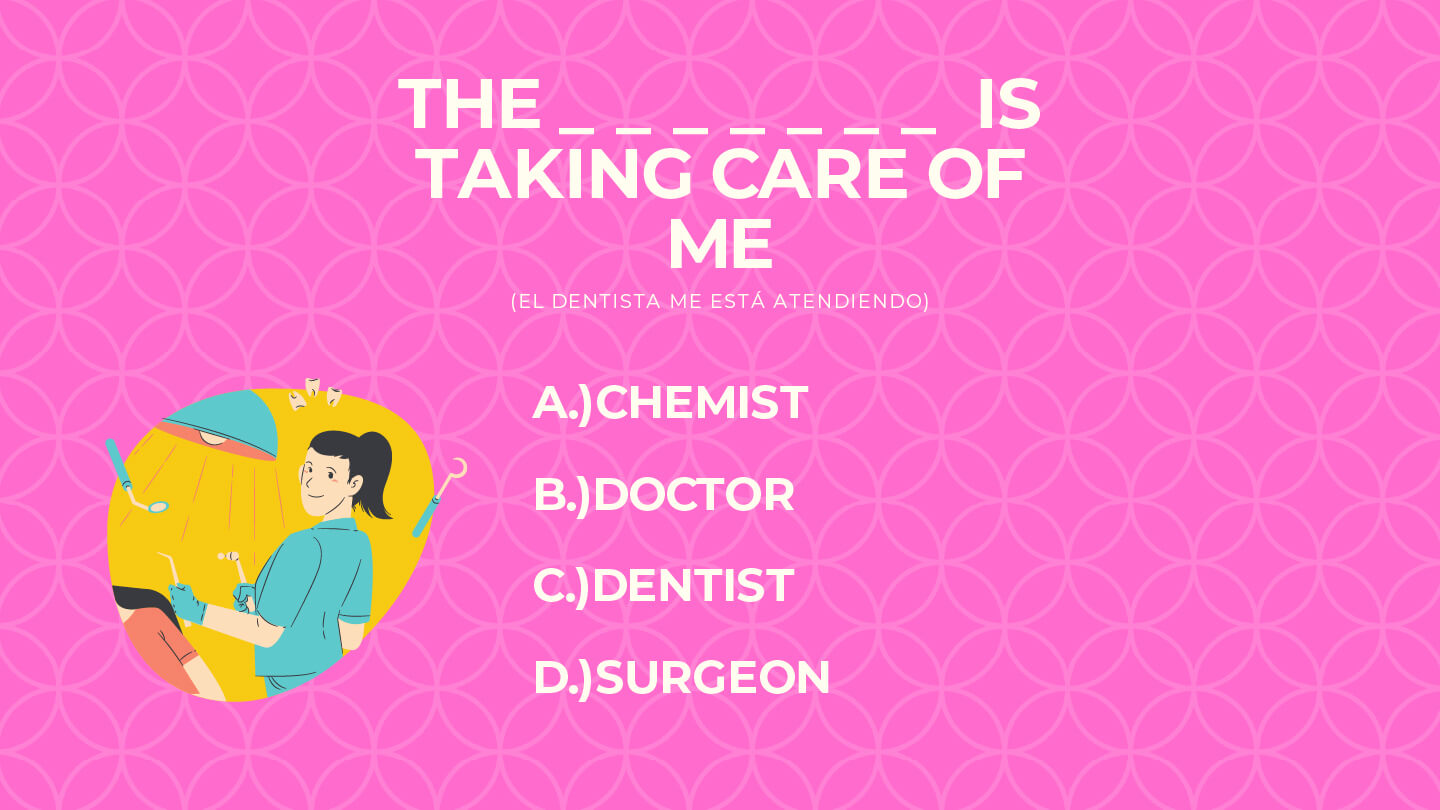 THE _ _ _ _ _ _ _ IS
TAKING CARE OF
ME
(EL DENTISTA ME ESTÁ ATENDIENDO)
A.)CHEMIST
B.)DOCTOR
C.)DENTIST
D.)SURGEON